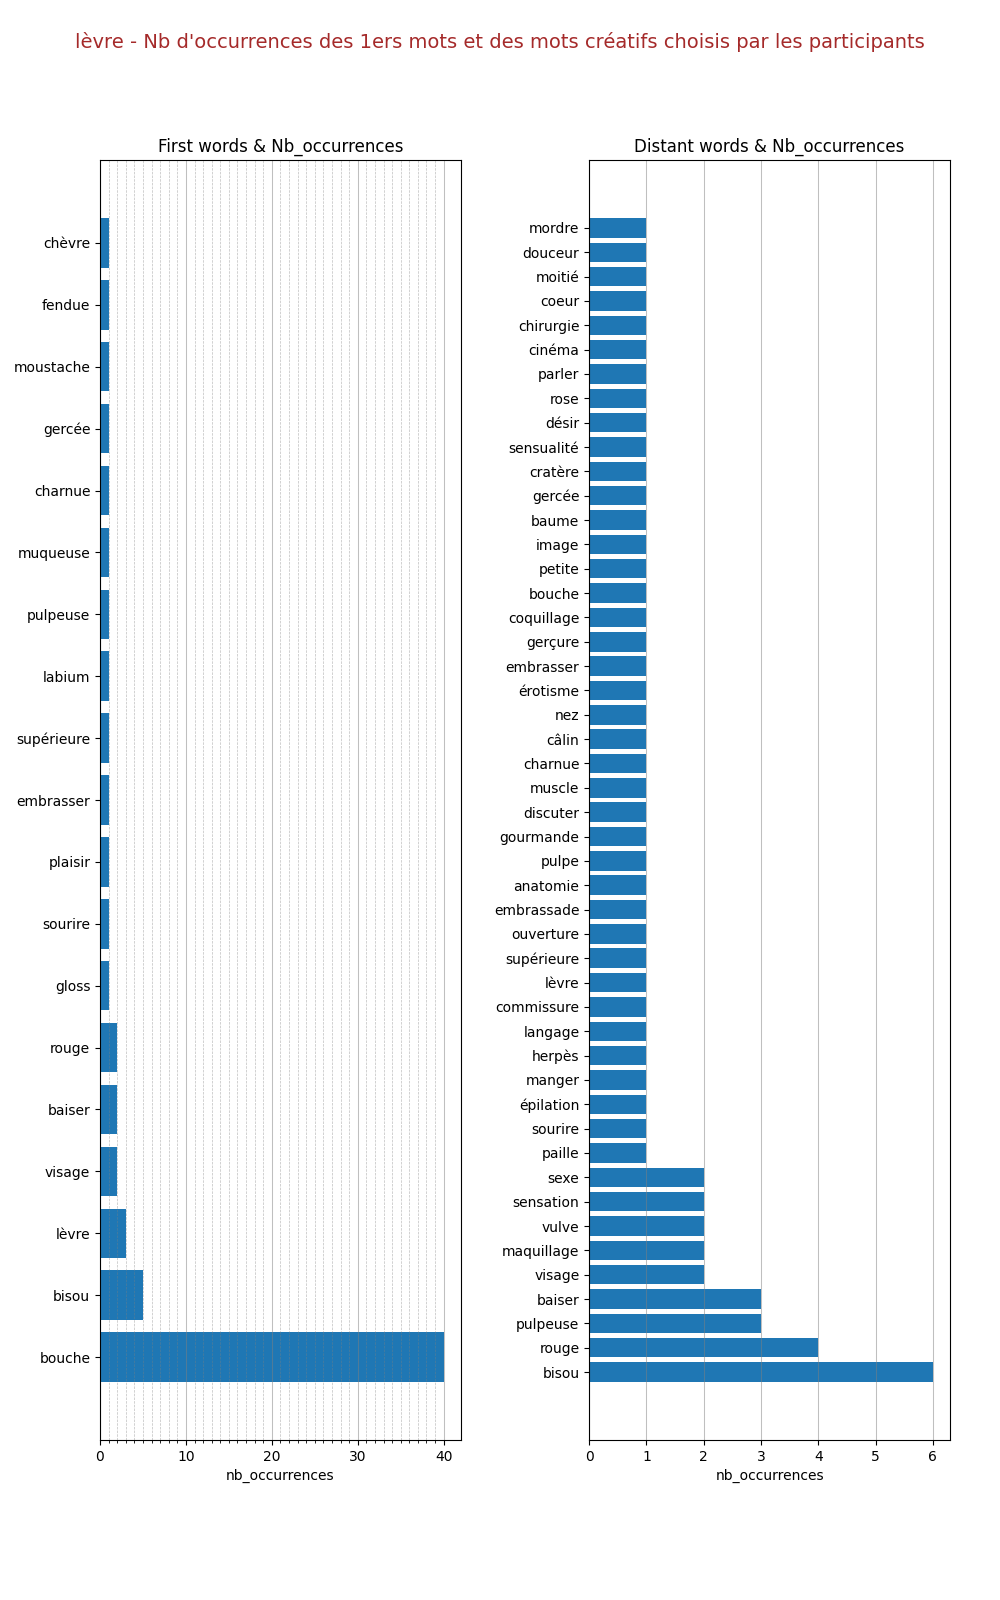 lèvre - Nb d'occurrences des 1ers mots et des mots créatifs choisis par les participants
First words & Nb_occurrences
chèvre
fendue
moustache
gercée
charnue
muqueuse
pulpeuse
labium
supérieure
embrasser
plaisir
sourire
gloss
rouge
baiser
visage
lèvre
bisou
bouche
0 10 20 30 40
nb_occurrences
Distant words & Nb_occurrences
mordre
douceur
moitié
coeur
chirurgie
cinéma
parler
rose
désir
sensualité
cratère
gercée
baume
image
petite
bouche
coquillage
gerçure
embrasser
érotisme
nez
câlin
charnue
muscle
discuter
gourmande
pulpe
anatomie
embrassade
ouverture
supérieure
lèvre
commissure
langage
herpès
manger
épilation
sourire
paille
sexe
sensation
vulve
maquillage
visage
baiser
pulpeuse
rouge
bisou
0 1 2 3 4 5 6
nb_occurrences